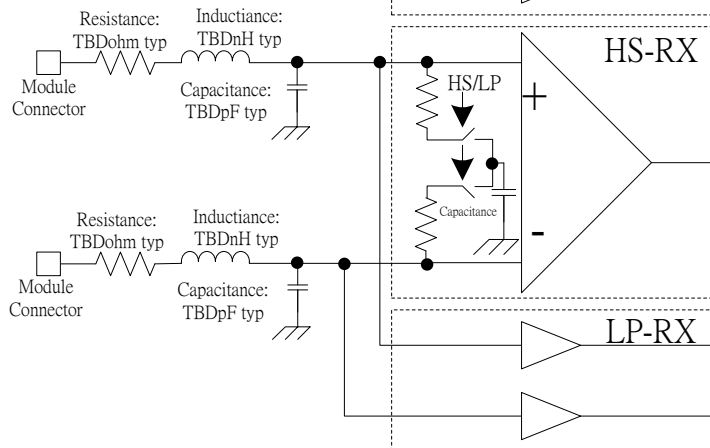 Resistance:
TBDohm typ
Inductiance:
TBDnH typ
Module
Connector
Capacitance:
TBDpF typ
HS/LP
HS-RX
+
-
Capacitance
Resistance:
TBDohm typ
Inductiance:
TBDnH typ
Module
Connector
Capacitance:
TBDpF typ
LP-RX